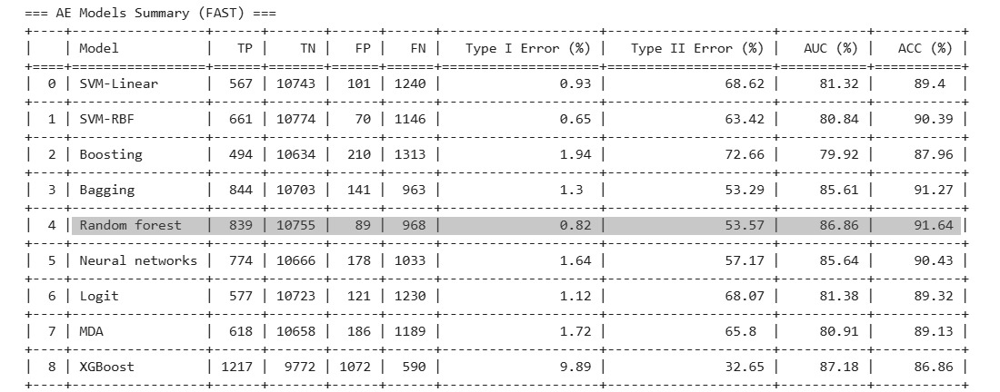 === AE Models Summary (FAST) ===
+----+-----------------+------+-------+------+------+--------------------+---------------------+-----------+-----------+
|    | Model           |   TP |    TN |   FP |   FN |   Type I Error (%) |   Type II Error (%) |   AUC (%) |   ACC (%) |
+====+=================+======+=======+======+======+====================+=====================+===========+===========+
|  0 | SVM-Linear      |  567 | 10743 |  101 | 1240 |               0.93 |               68.62 |     81.32 |     89.4  |
+----+-----------------+------+-------+------+------+--------------------+---------------------+-----------+-----------+
|  1 | SVM-RBF         |  661 | 10774 |   70 | 1146 |               0.65 |               63.42 |     80.84 |     90.39 |
+----+-----------------+------+-------+------+------+--------------------+---------------------+-----------+-----------+
|  2 | Boosting        |  494 | 10634 |  210 | 1313 |               1.94 |               72.66 |     79.92 |     87.96 |
+----+-----------------+------+-------+------+------+--------------------+---------------------+-----------+-----------+
|  3 | Bagging         |  844 | 10703 |  141 |  963 |               1.3  |               53.29 |     85.61 |     91.27 |
+----+-----------------+------+-------+------+------+--------------------+---------------------+-----------+-----------+
|  4 | Random forest   |  839 | 10755 |   89 |  968 |               0.82 |               53.57 |     86.86 |     91.64 |
+----+-----------------+------+-------+------+------+--------------------+---------------------+-----------+-----------+
|  5 | Neural networks |  774 | 10666 |  178 | 1033 |               1.64 |               57.17 |     85.64 |     90.43 |
+----+-----------------+------+-------+------+------+--------------------+---------------------+-----------+-----------+
|  6 | Logit           |  577 | 10723 |  121 | 1230 |               1.12 |               68.07 |     81.38 |     89.32 |
+----+-----------------+------+-------+------+------+--------------------+---------------------+-----------+-----------+
|  7 | MDA             |  618 | 10658 |  186 | 1189 |               1.72 |               65.8  |     80.91 |     89.13 |
+----+-----------------+------+-------+------+------+--------------------+---------------------+-----------+-----------+
|  8 | XGBoost         | 1217 |  9772 | 1072 |  590 |               9.89 |               32.65 |     87.18 |     86.86 |
+----+-----------------+------+-------+------+------+--------------------+---------------------+-----------+-----------+